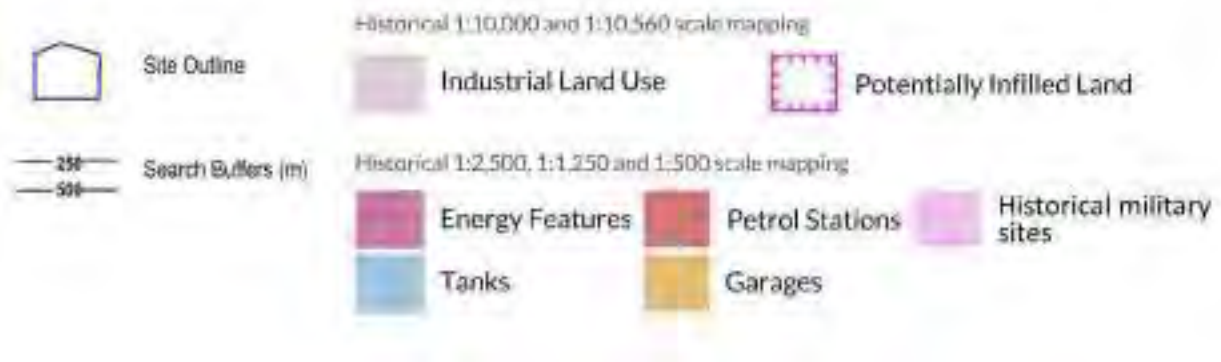 Historical 1:10,000 and 1:10,560 scale mapping
Site Outline
Industrial Land Use
Potentially Infilled Land
250
500
Search Buffers (m)
Historical 1:2,500, 1:1,250 and 1:500 scale mapping
Energy Features
Petrol Stations
Historical military
sites
Tanks
Garages